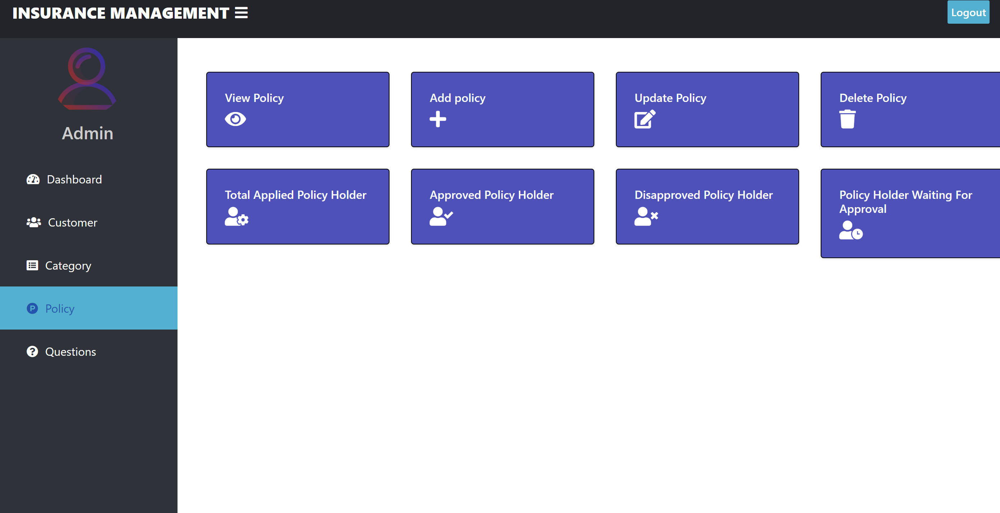 INSURANCE MANAGEMENT
Logout
Admin
Dashboard
Customer
Category
Policy
Questions
View Policy
Add policy
Update Policy
Delete Policy
Total Applied Policy Holder
Approved Policy Holder
Disapproved Policy Holder
Policy Holder Waiting For
Approval